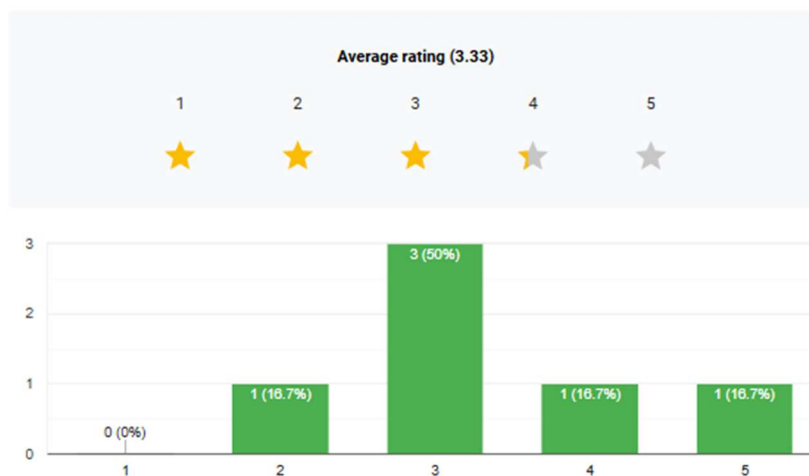 Average rating (3.33)
1 2 3 4 5
3
3 (50%)
2
1
1 (16.7%) 1 (16.7%) 1 (16.7%)
0 (0%)
0
1 2 3 4 5